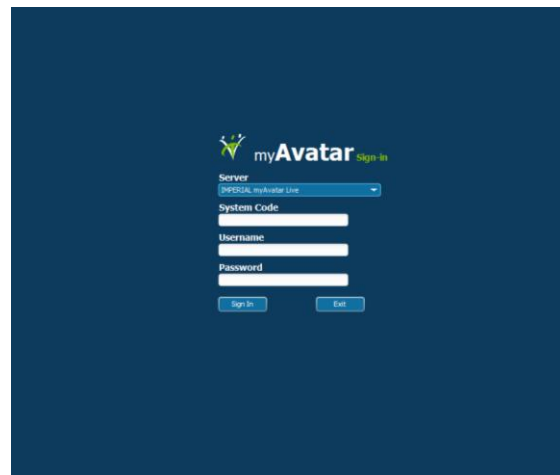 myAvatar Sign-in
Server
IMPERIAL myAvatar Live
System Code
Username
Password
Sign In Exit